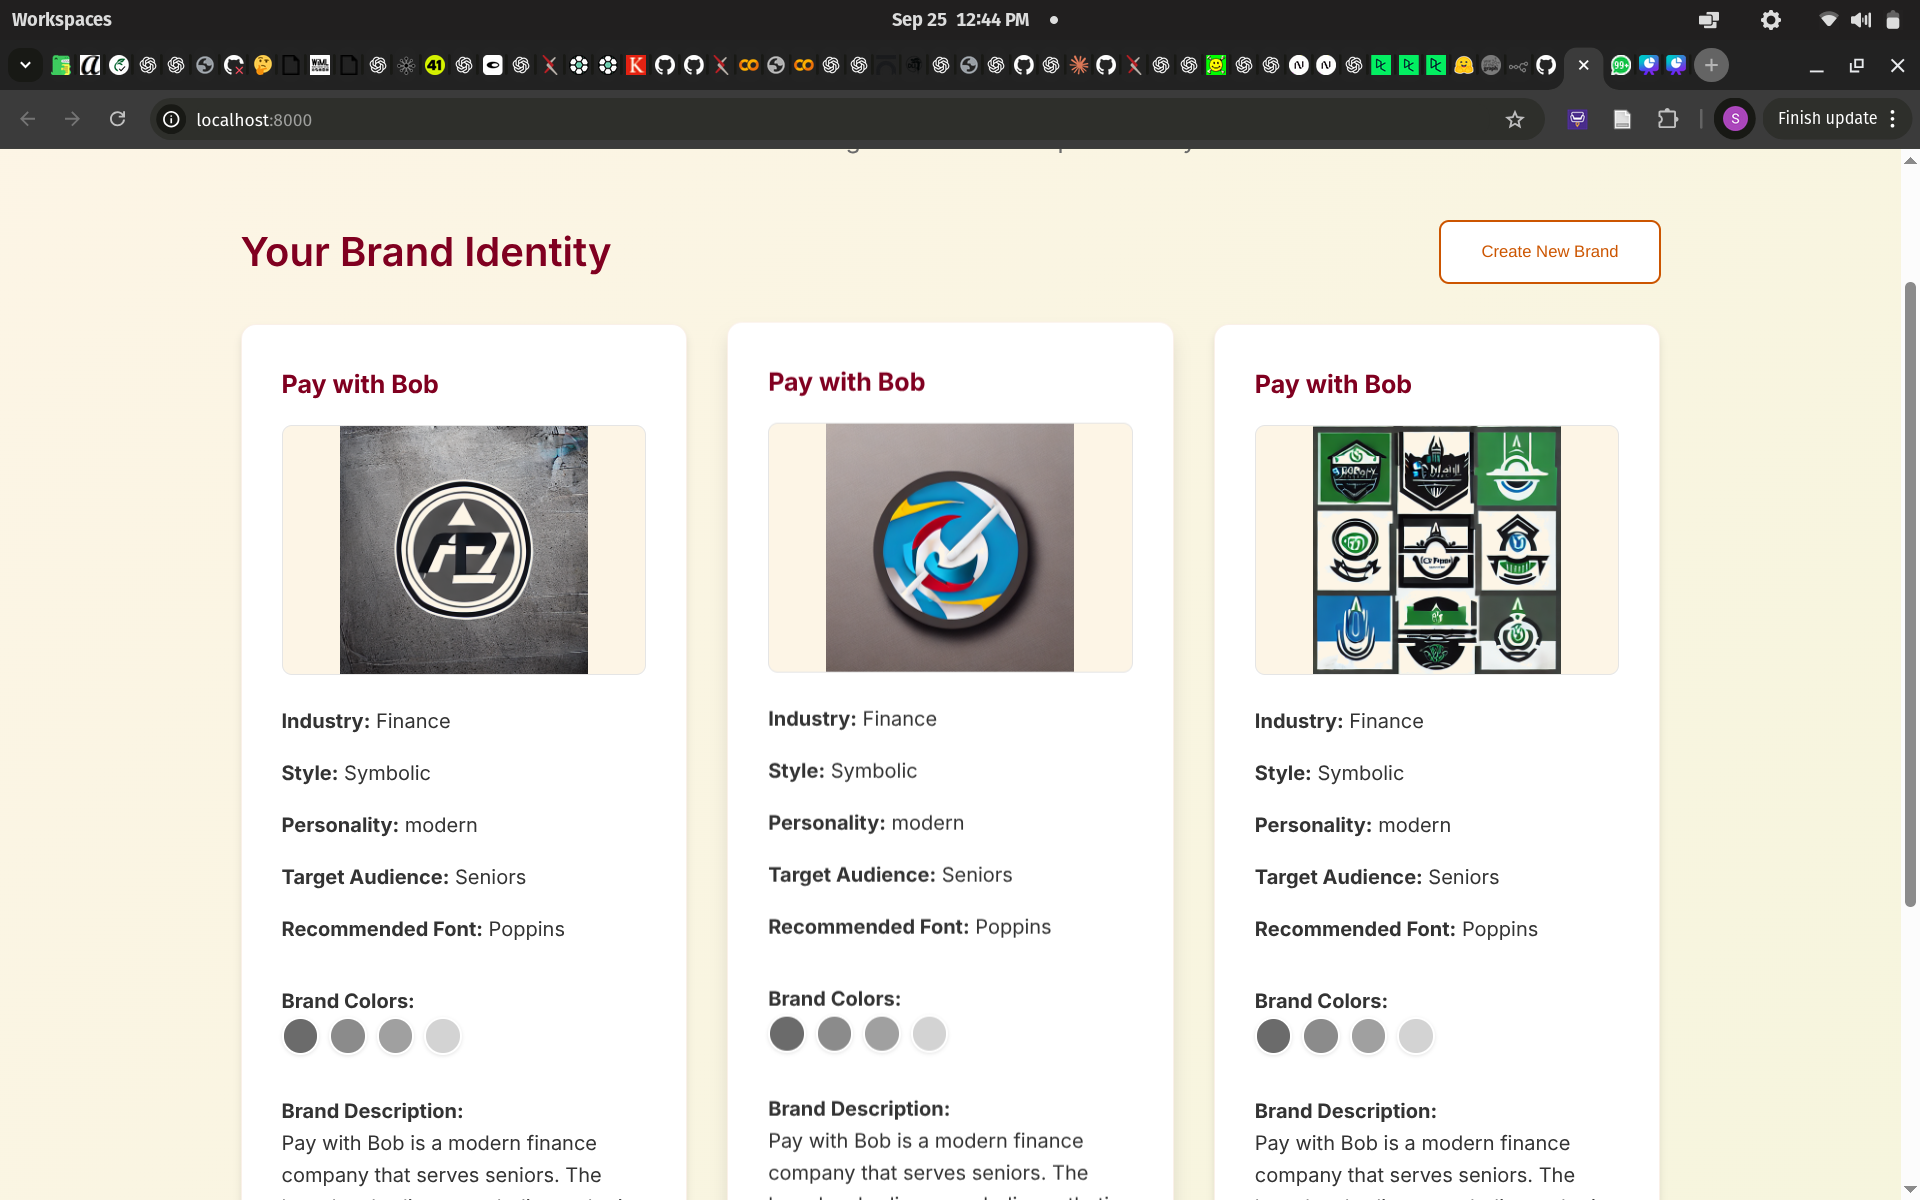 Workspaces
Sep 25 12:44 PM
localhost:8000
S
Finish update
Your Brand Identity
Create New Brand
Pay with Bob
Industry: Finance
Style: Symbolic
Personality: modern
Target Audience: Seniors
Recommended Font: Poppins
Brand Colors:
Brand Description:
Pay with Bob is a modern finance
company that serves seniors. The
Pay with Bob
Industry: Finance
Style: Symbolic
Personality: modern
Target Audience: Seniors
Recommended Font: Poppins
Brand Colors:
Brand Description:
Pay with Bob is a modern finance
company that serves seniors. The
Pay with Bob
Industry: Finance
Style: Symbolic
Personality: modern
Target Audience: Seniors
Recommended Font: Poppins
Brand Colors:
Brand Description:
Pay with Bob is a modern finance
company that serves seniors. The